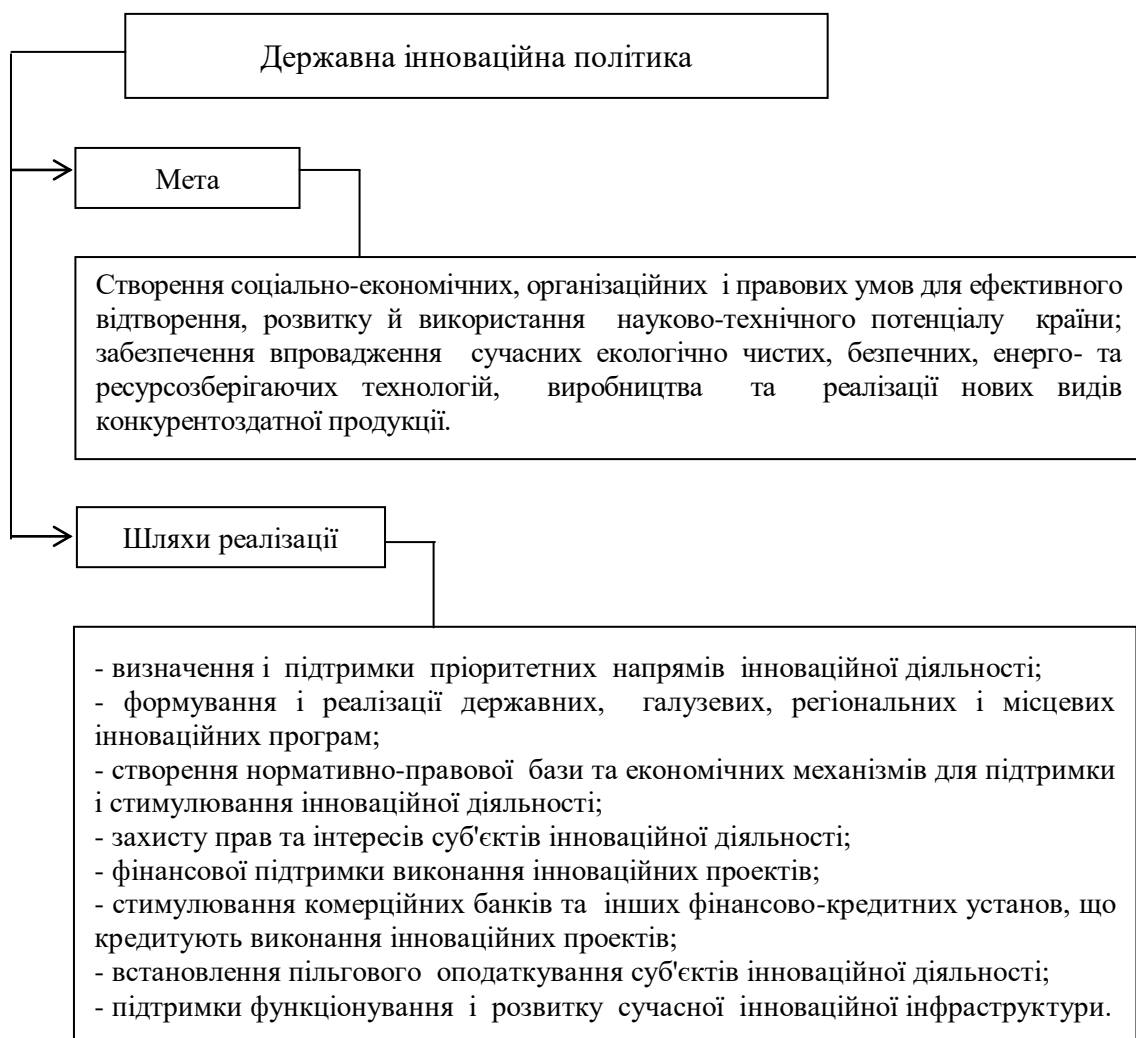 Державна інноваційна політика
Мета
Створення соціально-економічних, організаційних і правових умов для ефективного
відтворення, розвитку й використання науково-технічного потенціалу країни;
забезпечення впровадження сучасних екологічно чистих, безпечних, енерго- та
ресурсозберігаючих технологій, виробництва та реалізації нових видів
конкурентоздатної продукції.
Шляхи реалізації
- визначення і підтримки пріоритетних напрямів інноваційної діяльності;
- формування і реалізації державних, галузевих, регіональних і місцевих
інноваційних програм;
- створення нормативно-правової бази та економічних механізмів для підтримки
і стимулювання інноваційної діяльності;
- захисту прав та інтересів суб'єктів інноваційної діяльності;
- фінансової підтримки виконання інноваційних проектів;
- стимулювання комерційних банків та інших фінансово-кредитних установ, що
кредитують виконання інноваційних проектів;
- встановлення пільгового оподаткування суб'єктів інноваційної діяльності;
- підтримки функціонування і розвитку сучасної інноваційної інфраструктури.